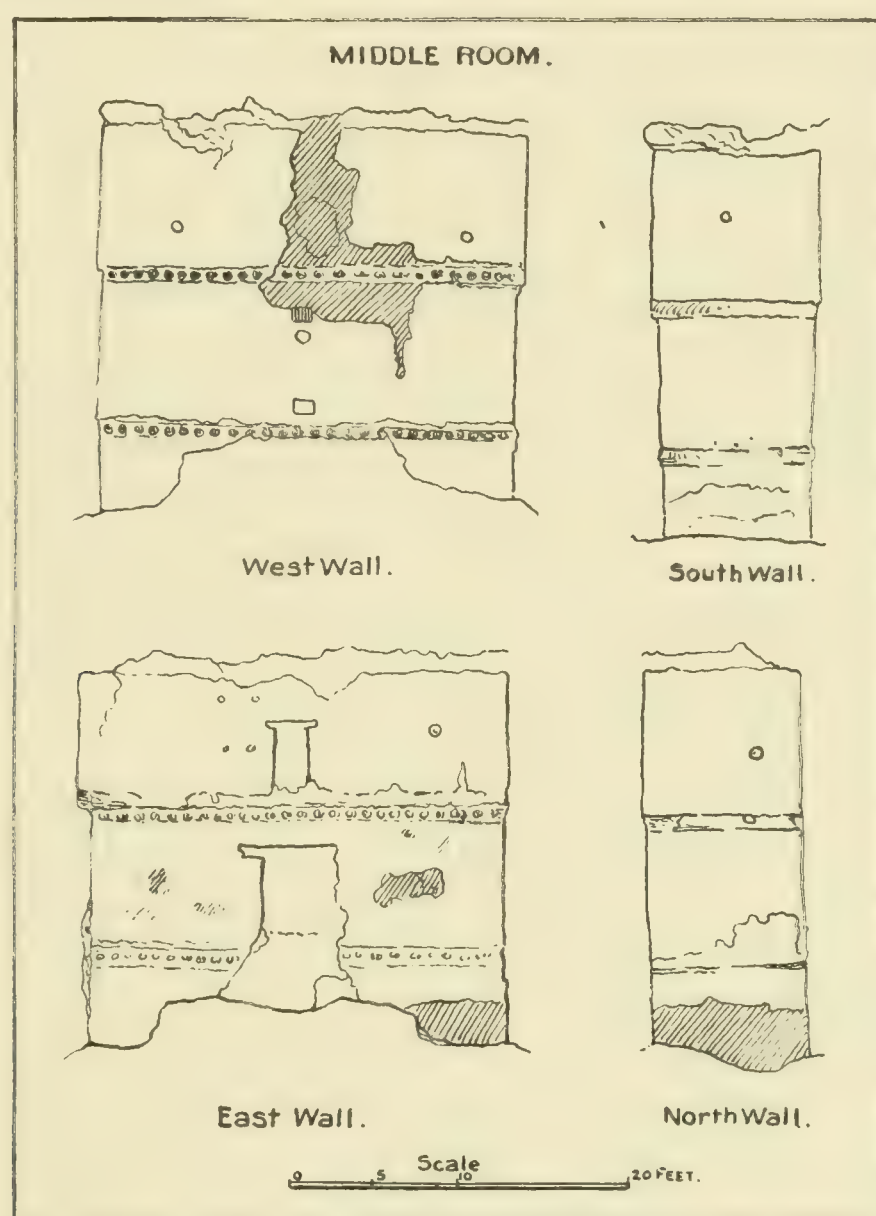 MIDDLE ROOM.
West Wall.
South Wall.
East Wall.
North Wall.
Scale
0 5 10 20 FEET.